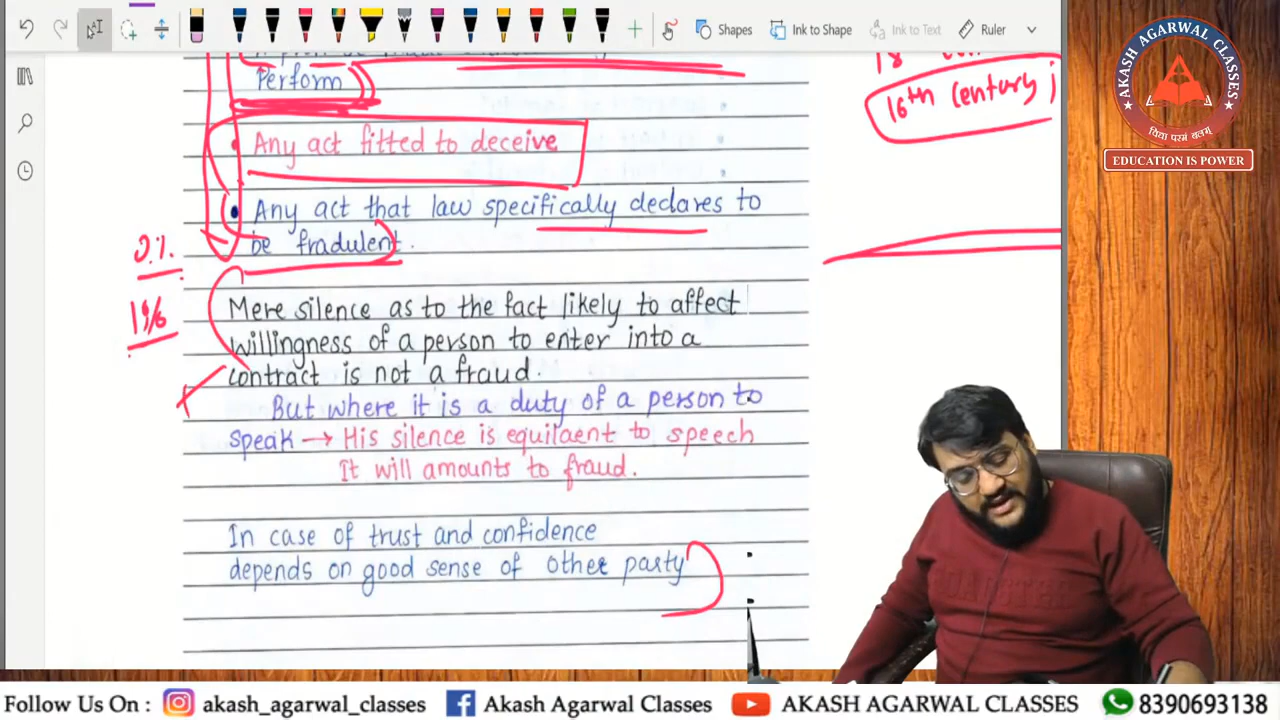 Shapes
Ink to Shape
Ink to Text
Ruler
Perform
16th Century
Any act fitted to deceive
Any act that law specifically declares to
be fradulent.
Mere silence as to the fact likely to affect
willingness of a person to enter into a
contract is not a fraud.
But where it is a duty of a person to
speak → His silence is equilaent to speech
It will amounts to fraud.
In case of trust and confidence
depends on good sense of other party
AKASH AGARWAL CLASSES
विद्या परमं बलम्
EDUCATION IS POWER
Follow Us On :
akash_agarwal_classes
Akash Agarwal Classes
AKASH AGARWAL CLASSES
8390693138